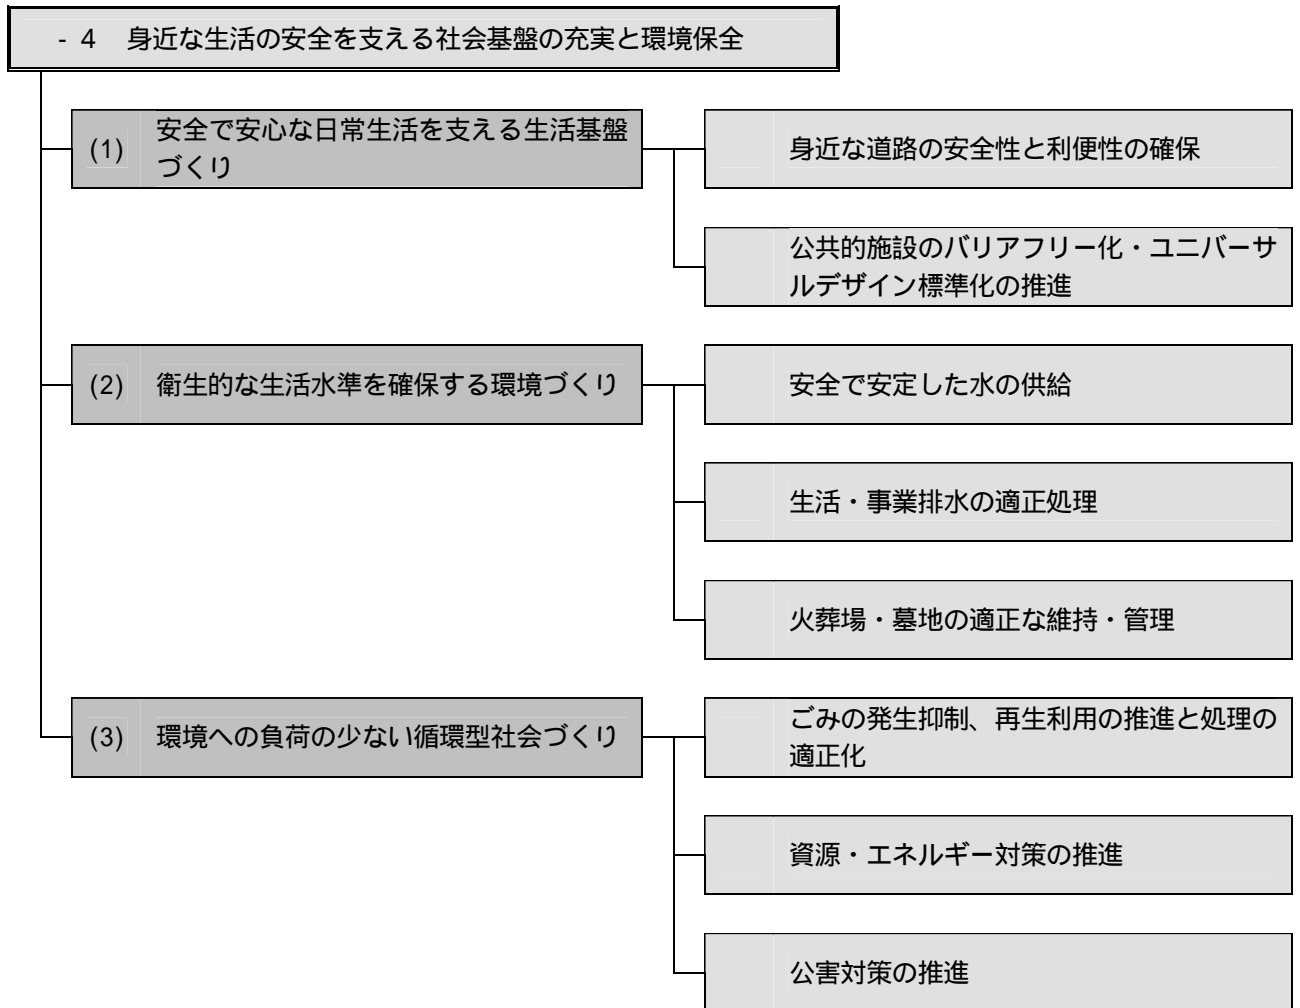 - 4 身近な生活の安全を支える社会基盤の充実と環境保全
(1) 安全で安心な日常生活を支える生活基盤
づくり
身近な道路の安全性と利便性の確保
公共的施設のバリアフリー化・ユニバーサ
ルデザイン標準化の推進
(2) 衛生的な生活水準を確保する環境づくり
安全で安定した水の供給
生活・事業排水の適正処理
火葬場・墓地の適正な維持・管理
(3) 環境への負荷の少ない循環型社会づくり
ごみの発生抑制、再生利用の推進と処理の
適正化
資源・エネルギー対策の推進
公害対策の推進